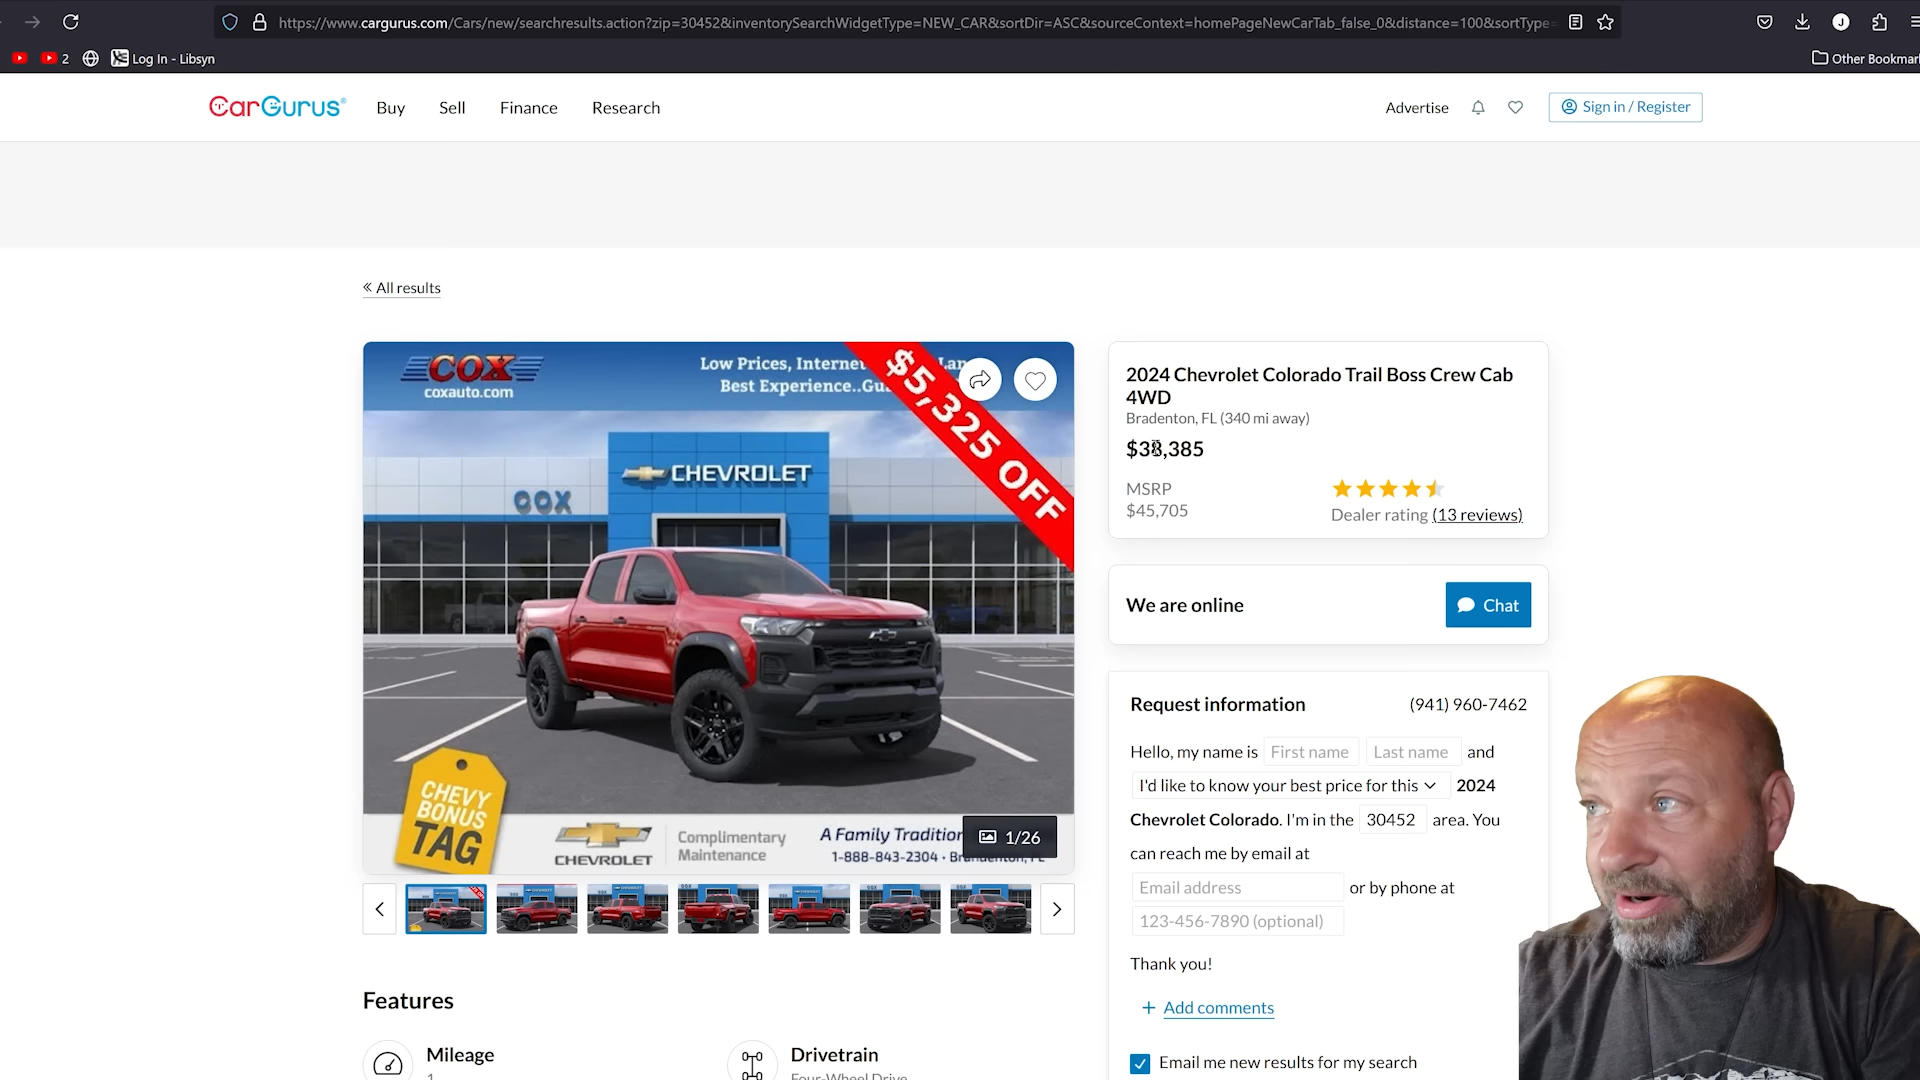 https://www.cargurus.com/Cars/new/searchresults.action?zip=30452&inventorySearchWidgetType=NEW_CAR&sortDir=ASC&sourceContext=homePageNewCarTab_false_0&distance=100&sortType=
2
Log In - Libsyn
Other Bookmar
CarGurus
Buy
Sell
Finance
Research
Advertise
Sign in / Register
« All results
COX
coxauto.com
Low Prices, Interne
Best Experience..Gu
$5,325 OFF
CHEVROLET
COX
CHEVY
BONUS
TAG
CHEVROLET
Complimentary
Maintenance
A Family Tradition
1-888-843-2304 • Bradenton, FL
1/26
2024 Chevrolet Colorado Trail Boss Crew Cab
4WD
Bradenton, FL (340 mi away)
$38,385
MSRP
$45,705
Dealer rating (13 reviews)
We are online
Chat
Request information
(941) 960-7462
Hello, my name is First name Last name and
I'd like to know your best price for this 2024
Chevrolet Colorado. I'm in the 30452 area. You
can reach me by email at
Email address or by phone at
123-456-7890 (optional)
Thank you!
+ Add comments
Email me new results for my search
Features
Mileage
1
Drivetrain
Four-Wheel Drive